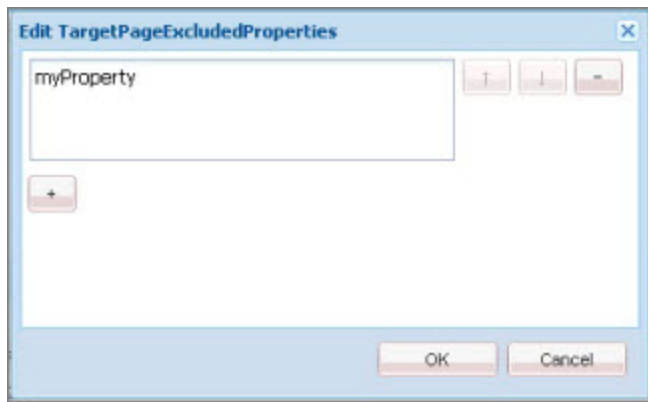 Edit TargetPageExcludedProperties
myProperty
↑ ↓ -
+
OK Cancel